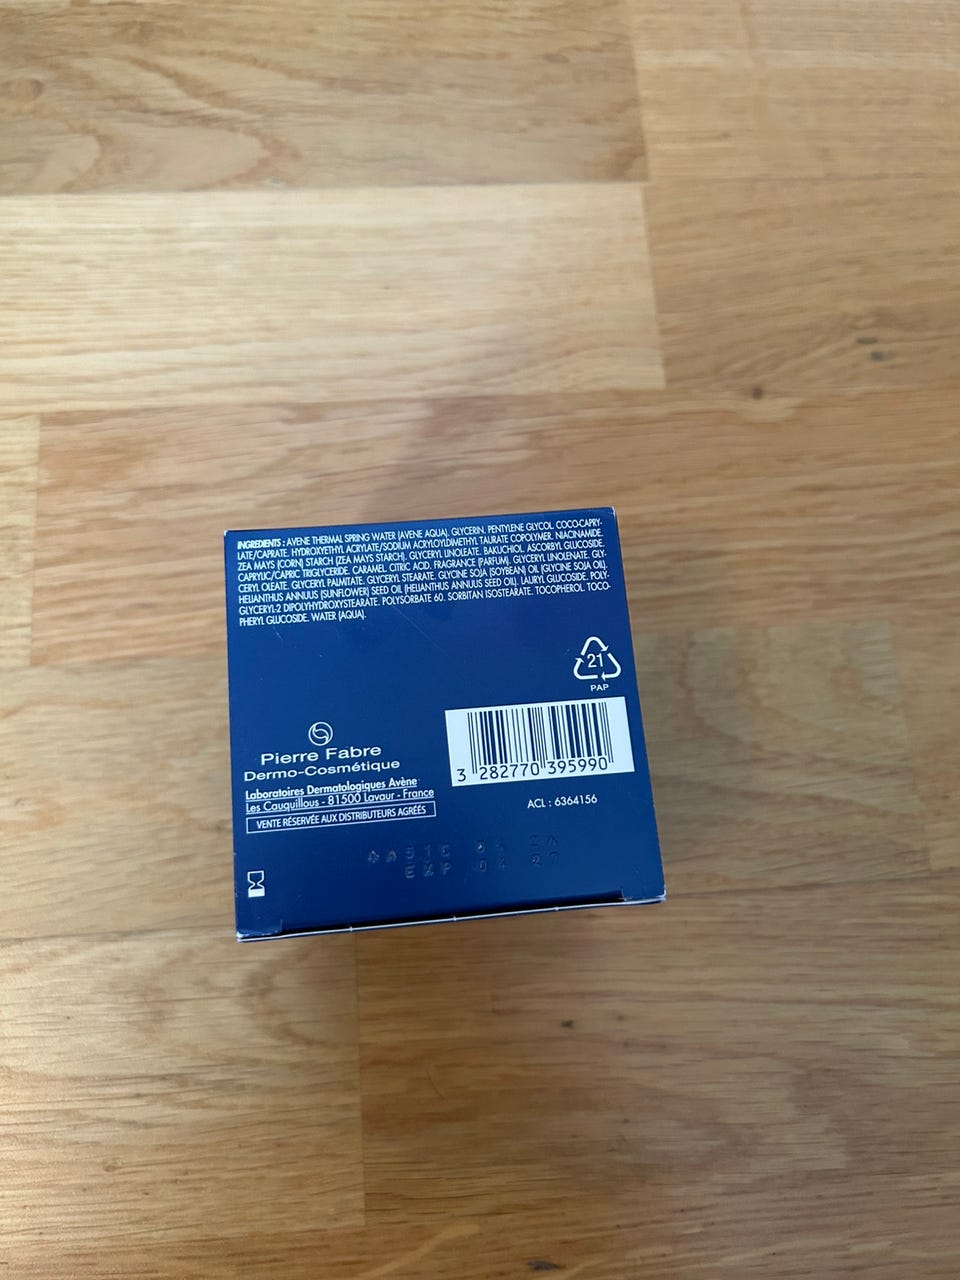 INGREDIENTS : AVENE THERMAL SPRING WATER (AVENE AQUA). GLYCERIN. PENTYLENE GLYCOL. COCO-CAPRY-
LATE/CAPRATE. HYDROXYETHYL ACRYLATE/SODIUM ACRYLOYLDIMETHYL TAURATE COPOLYMER. NIACINAMIDE.
ZEA MAYS (CORN) STARCH (ZEA MAYS STARCH). GLYCERYL LINOLEATE. BAKUCHIOL. ASCORBYL GLUCOSIDE.
CAPRYLIC/CAPRIC TRIGLYCERIDE. CARAMEL. CITRIC ACID. FRAGRANCE (PARFUM). GLYCERYL LINOLENATE. GLY-
CERYL OLEATE. GLYCERYL PALMITATE. GLYCERYL STEARATE. GLYCINE SOJA (SOYBEAN) OIL (GLYCINE SOJA OIL).
HELIANTHUS ANNUUS (SUNFLOWER) SEED OIL (HELIANTHUS ANNUUS SEED OIL). LAURYL GLUCOSIDE. POLY-
GLYCERYL-2 DIPOLYHYDROXYSTEARATE. POLYSORBATE 60. SORBITAN ISOSTEARATE. TOCOPHEROL. TOCO-
PHERYL GLUCOSIDE. WATER (AQUA).
21
PAP
Pierre Fabre
Dermo-Cosmétique
Laboratoires Dermatologiques Avène
Les Cauquillous - 81500 Lavaur - France
VENTE RÉSERVÉE AUX DISTRIBUTEURS AGRÉÉS
3 282770 395990
ACL : 6364156
EXP 04 27